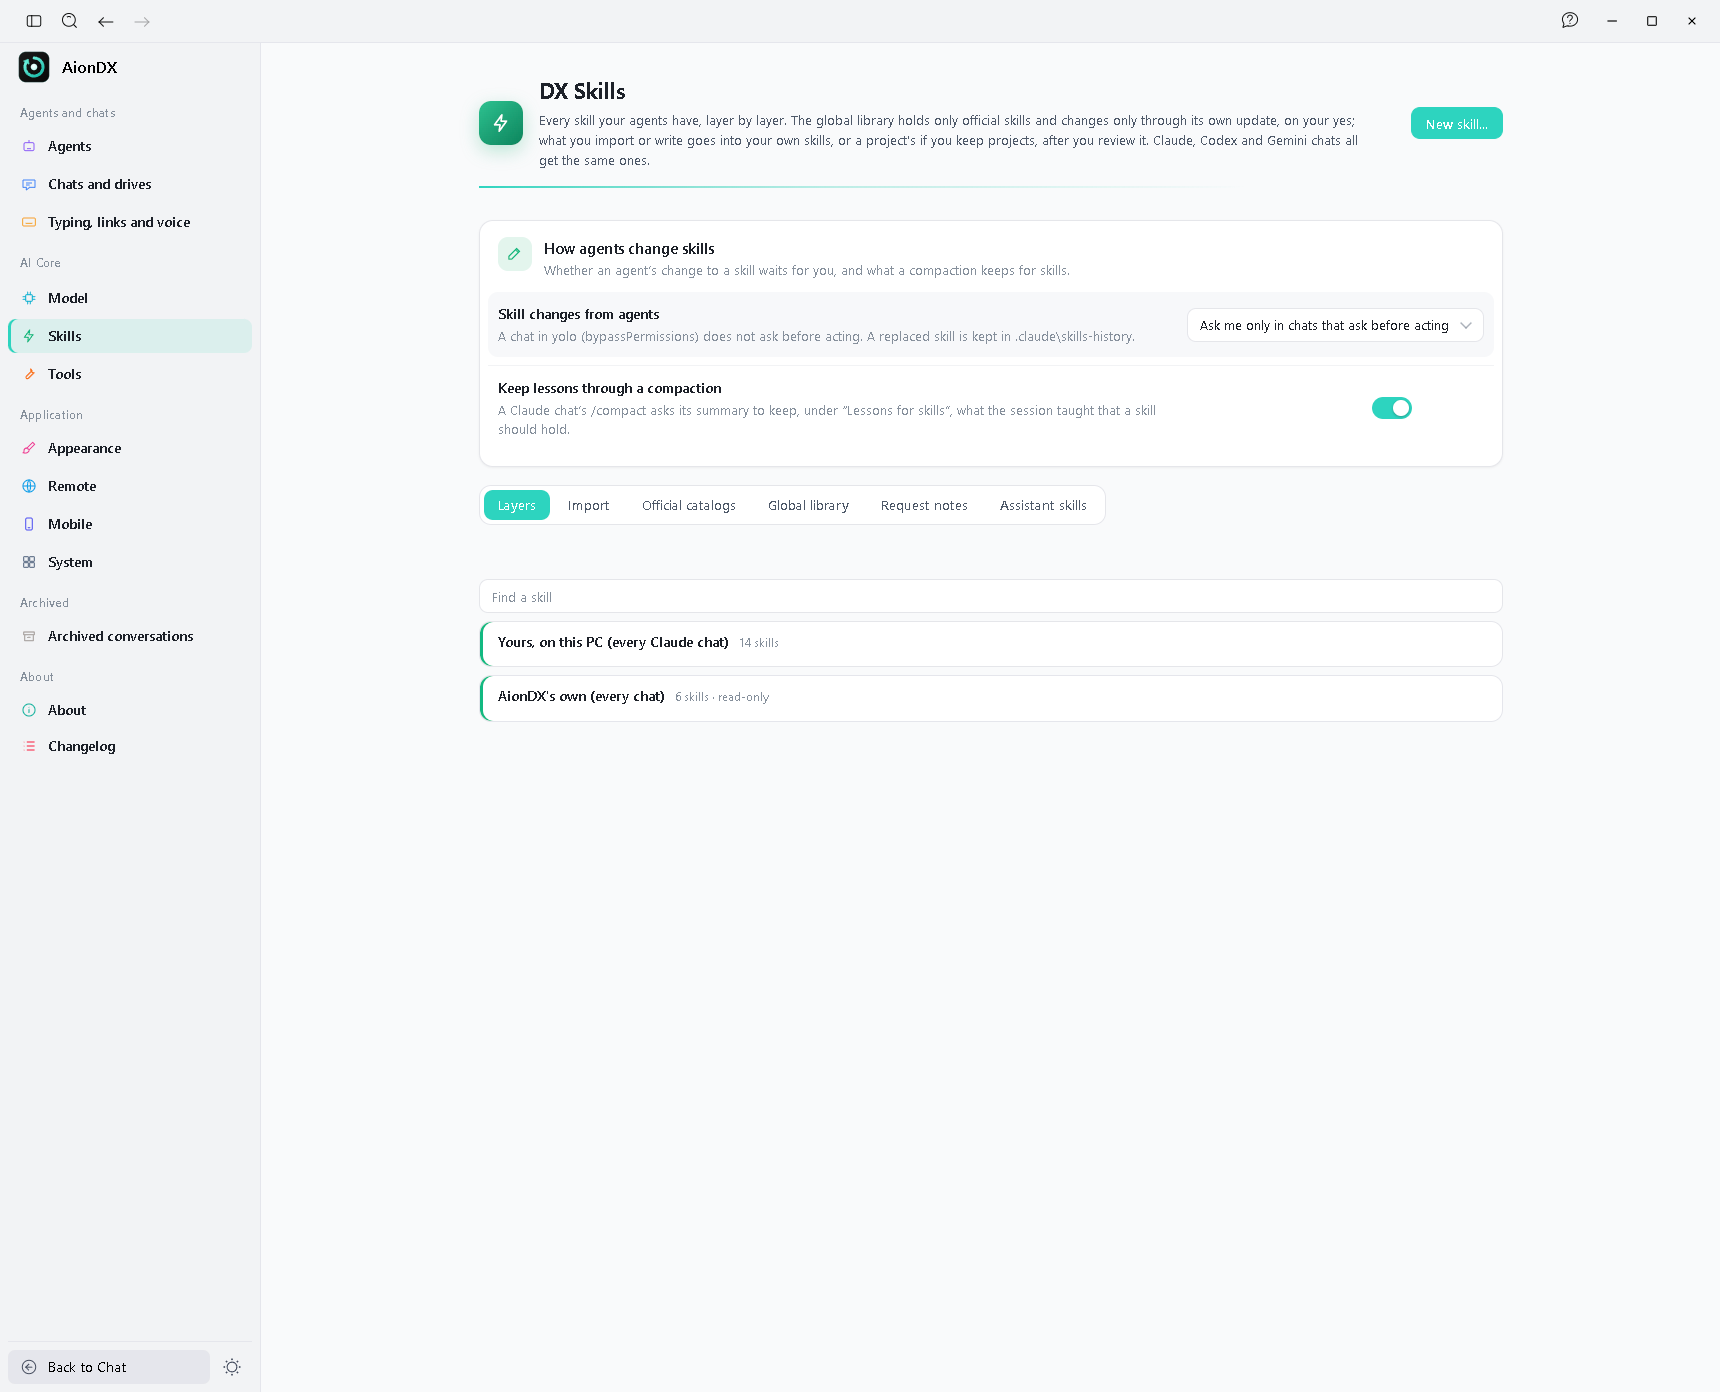 AionDX
Agents and chats
Agents
Chats and drives
Typing, links and voice
AI Core
Model
Skills
Tools
Application
Appearance
Remote
Mobile
System
Archived
Archived conversations
About
About
Changelog
Back to Chat
DX Skills
Every skill your agents have, layer by layer. The global library holds only official skills and changes only through its own update, on your yes;
what you import or write goes into your own skills, or a project's if you keep projects, after you review it. Claude, Codex and Gemini chats all
get the same ones.
New skill...
How agents change skills
Whether an agent's change to a skill waits for you, and what a compaction keeps for skills.
Skill changes from agents
A chat in yolo (bypassPermissions) does not ask before acting. A replaced skill is kept in .claude\skills-history.
Ask me only in chats that ask before acting
Keep lessons through a compaction
A Claude chat's /compact asks its summary to keep, under "Lessons for skills", what the session taught that a skill
should hold.
Layers
Import
Official catalogs
Global library
Request notes
Assistant skills
Find a skill
Yours, on this PC (every Claude chat) 14 skills
AionDX's own (every chat) 6 skills · read-only